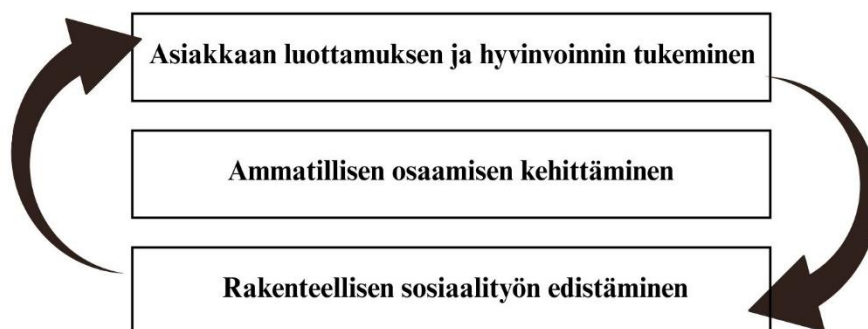 Asiakkaan luottamuksen ja hyvinvoinnin tukeminen
Ammatillisen osaamisen kehittäminen
Rakenteellisen sosiaalityön edistäminen